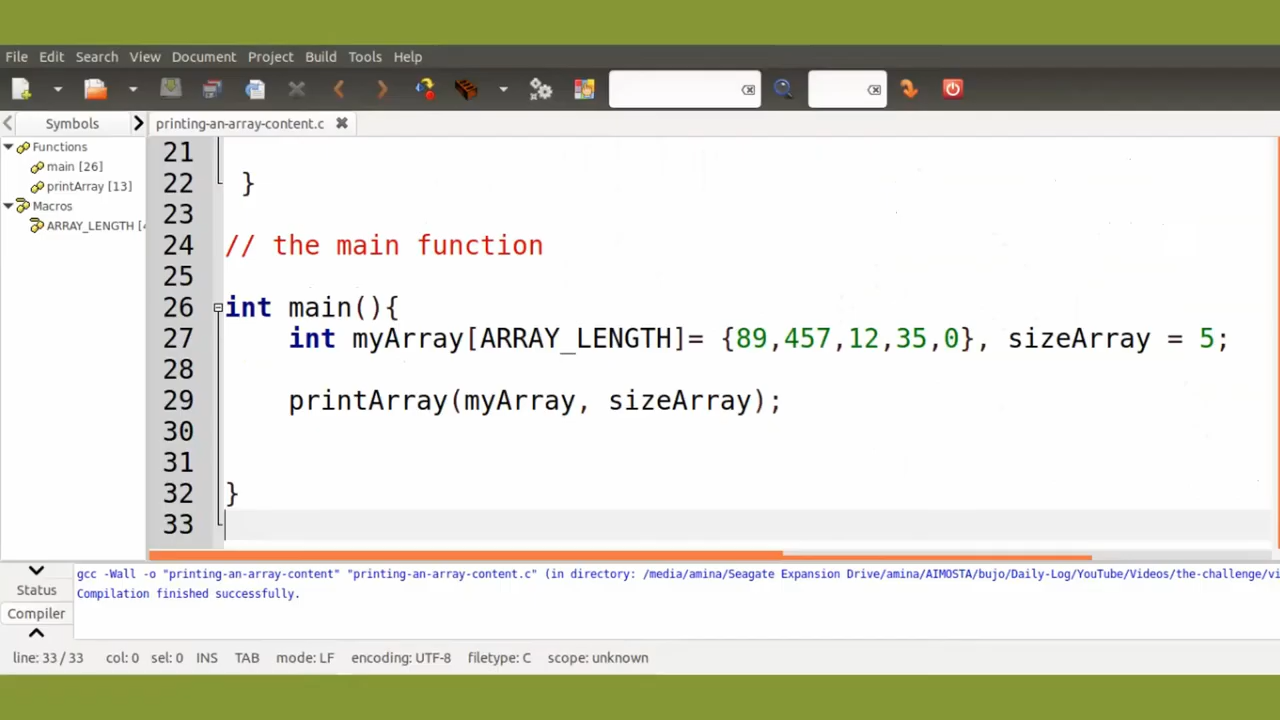 File Edit Search View Document Project Build Tools Help
Symbols
printing-an-array-content.c
Functions
main [26]
printArray [13]
Macros
ARRAY_LENGTH [
21
22 }
23
24 // the main function
25
26 int main(){
27 int myArray[ARRAY_LENGTH]= {89,457,12,35,0}, sizeArray = 5;
28
29 printArray(myArray, sizeArray);
30
31
32 }
33
Status
Compiler
gcc -Wall -o "printing-an-array-content" "printing-an-array-content.c" (in directory: /media/amina/Seagate Expansion Drive/amina/AIMOSTA/bujo/Daily-Log/YouTube/Videos/the-challenge/vi
Compilation finished successfully.
line: 33 / 33 col: 0 sel: 0 INS TAB mode: LF encoding: UTF-8 filetype: C scope: unknown